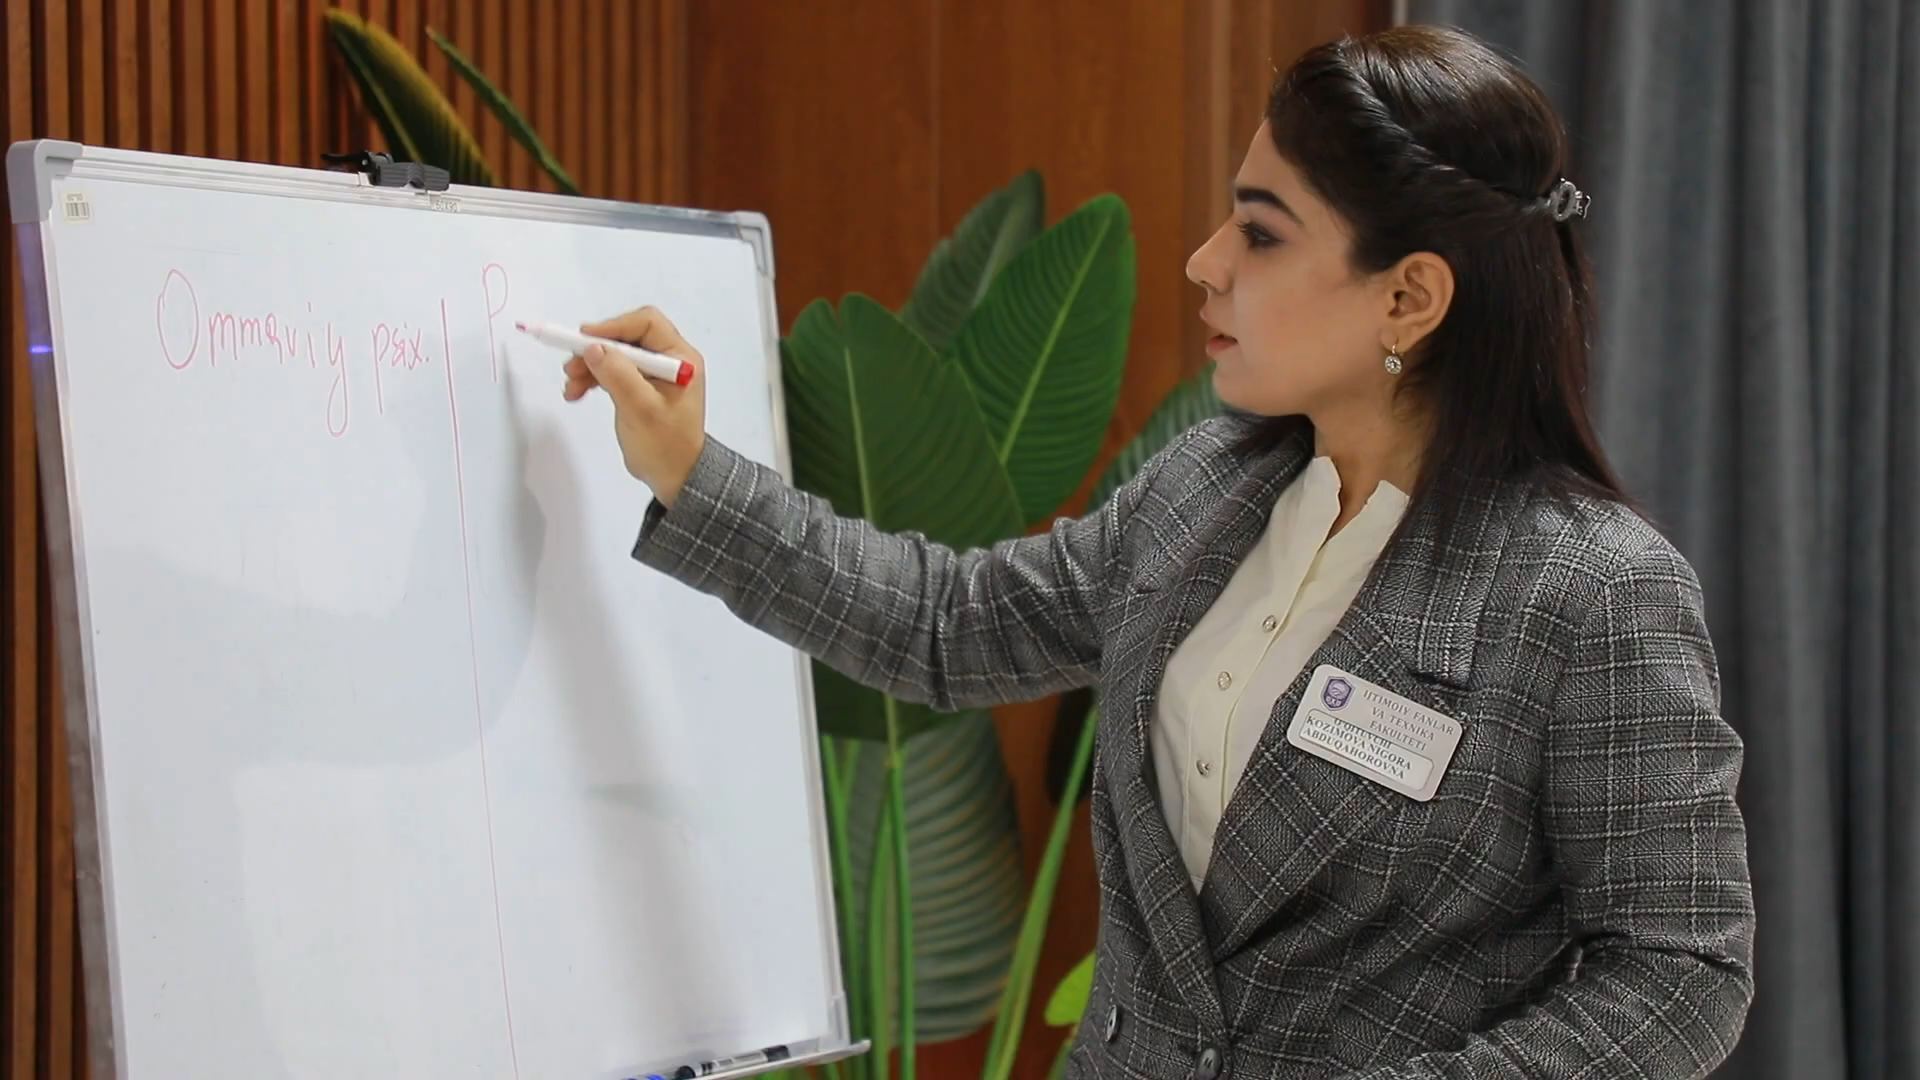 Ommaviy psix.
P
IJTIMOIY FANLAR
VA TEXNIKA
FAKULTETI
O'QITUVCHI
KOZIMOVA NIGORA
ABDUQAHOROVNA